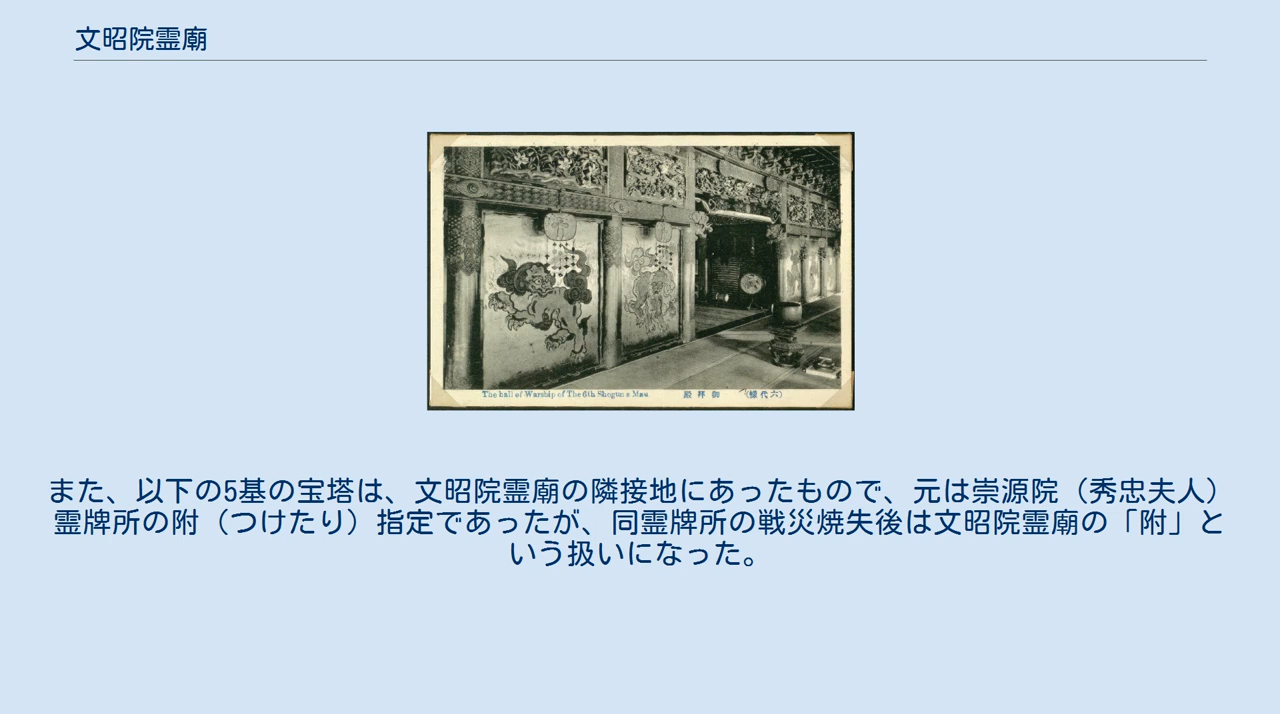 文昭院霊廟
The hall of Warship of The 6th Shogun's Mau
殿 拝 御 (六代様)
また、以下の5基の宝塔は、文昭院霊廟の隣接地にあったもので、元は崇源院（秀忠夫人）
霊牌所の附（つけたり）指定であったが、同霊牌所の戦災焼失後は文昭院霊廟の「附」と
いう扱いになった。